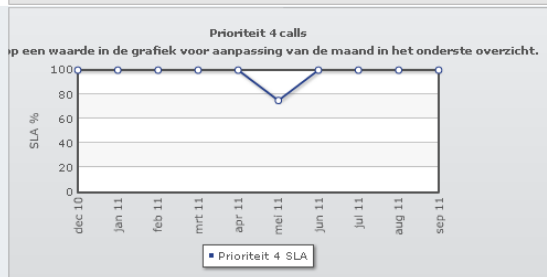 Prioriteit 4 calls
op een waarde in de grafiek voor aanpassing van de maand in het onderste overzicht.
100
80
60
40
20
0
SLA %
dec 10
jan 11
feb 11
mrt 11
apr 11
mei 11
jun 11
jul 11
aug 11
sep 11
Prioriteit 4 SLA